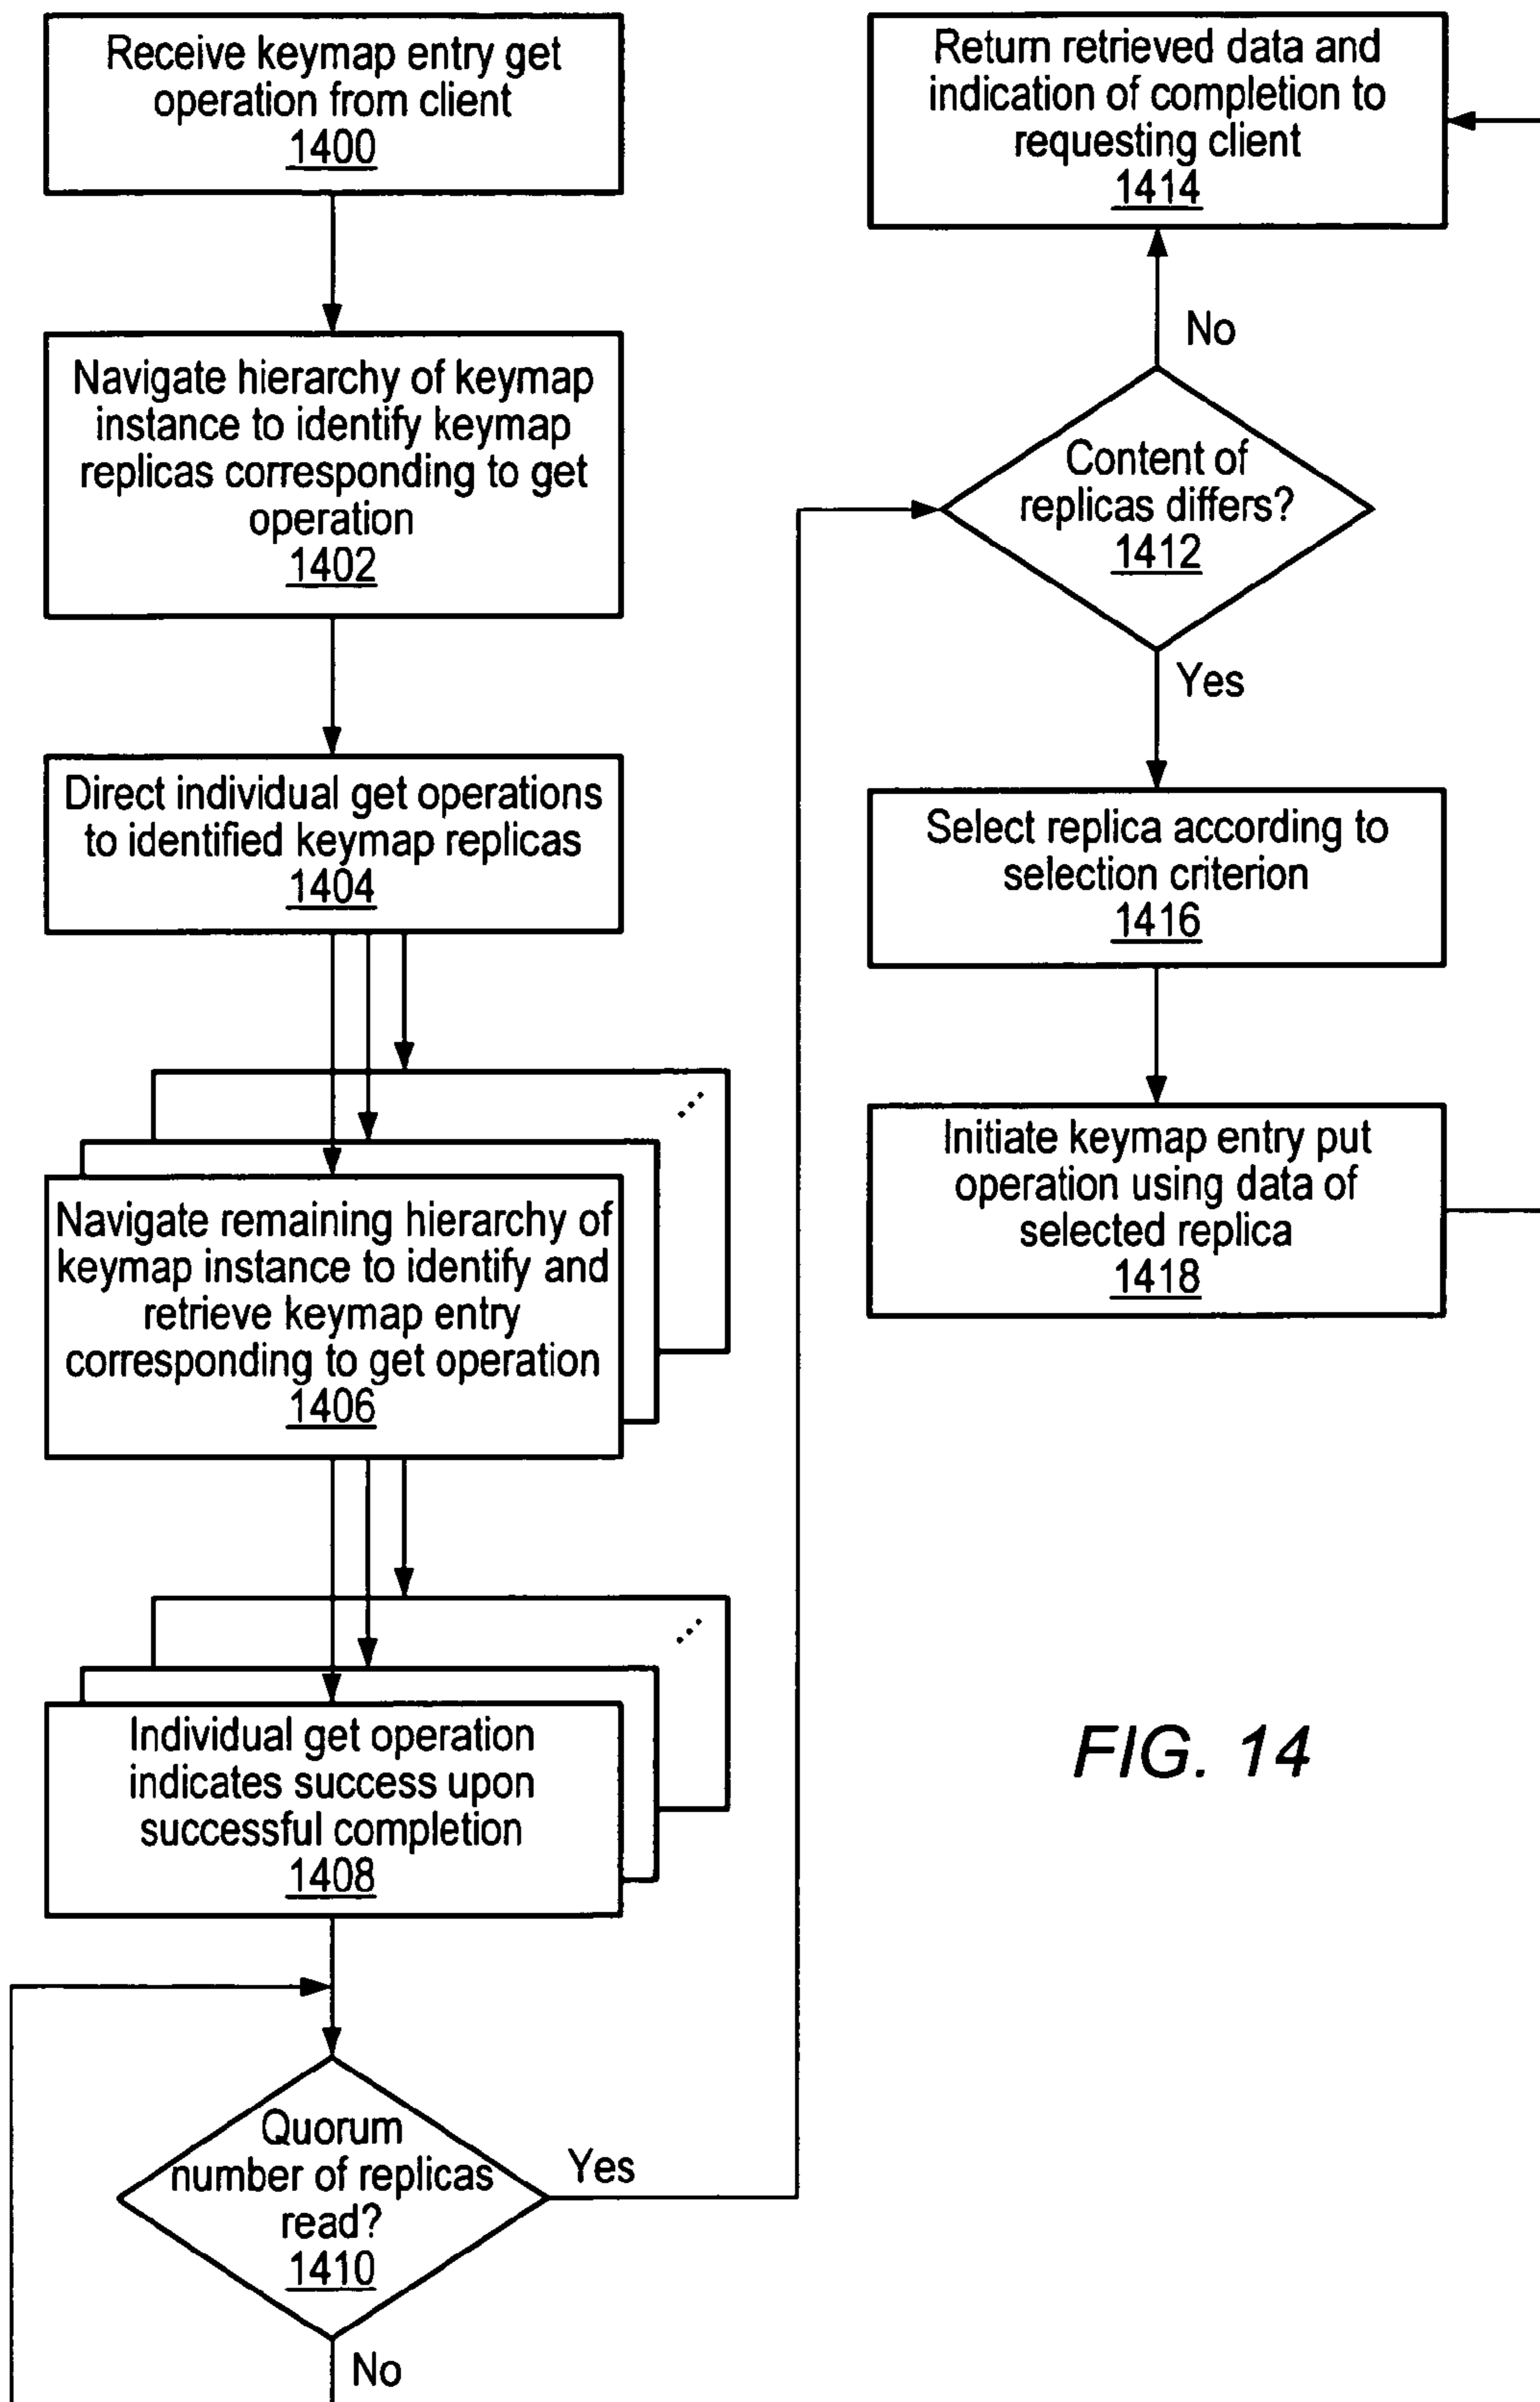 Receive keymap entry get
operation from client
1400
Navigate hierarchy of keymap
instance to identify keymap
replicas corresponding to get
operation
1402
Direct individual get operations
to identified keymap replicas
1404
Navigate remaining hierarchy of
keymap instance to identify and
retrieve keymap entry
corresponding to get operation
1406
Individual get operation
indicates success upon
successful completion
1408
Quorum
number of replicas
read?
1410
Yes
No
Return retrieved data and
indication of completion to
requesting client
1414
No
Content of
replicas differs?
1412
Yes
Select replica according to
selection criterion
1416
Initiate keymap entry put
operation using data of
selected replica
1418
FIG. 14